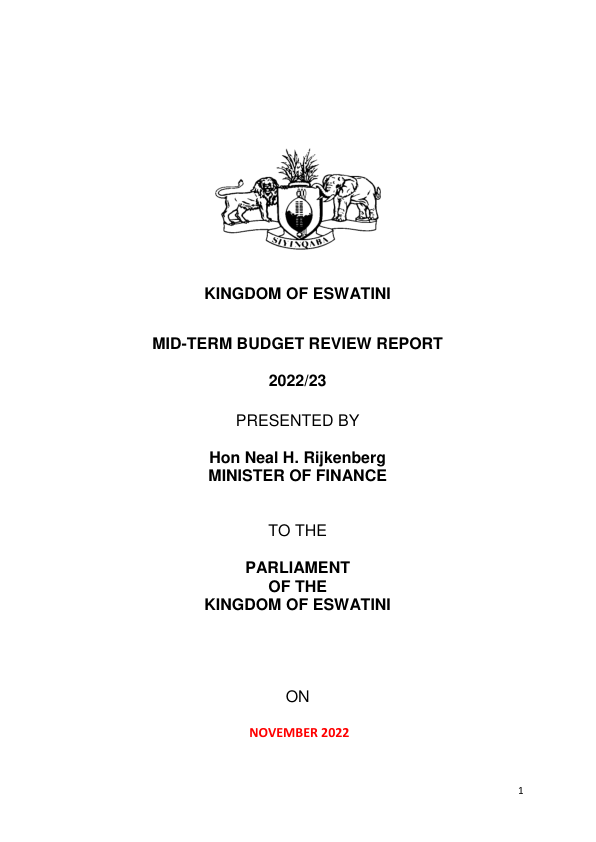 SIYINQABA
KINGDOM OF ESWATINI
MID-TERM BUDGET REVIEW REPORT
2022/23
PRESENTED BY
Hon Neal H. Rijkenberg
MINISTER OF FINANCE
TO THE
PARLIAMENT
OF THE
KINGDOM OF ESWATINI
ON
NOVEMBER 2022
1